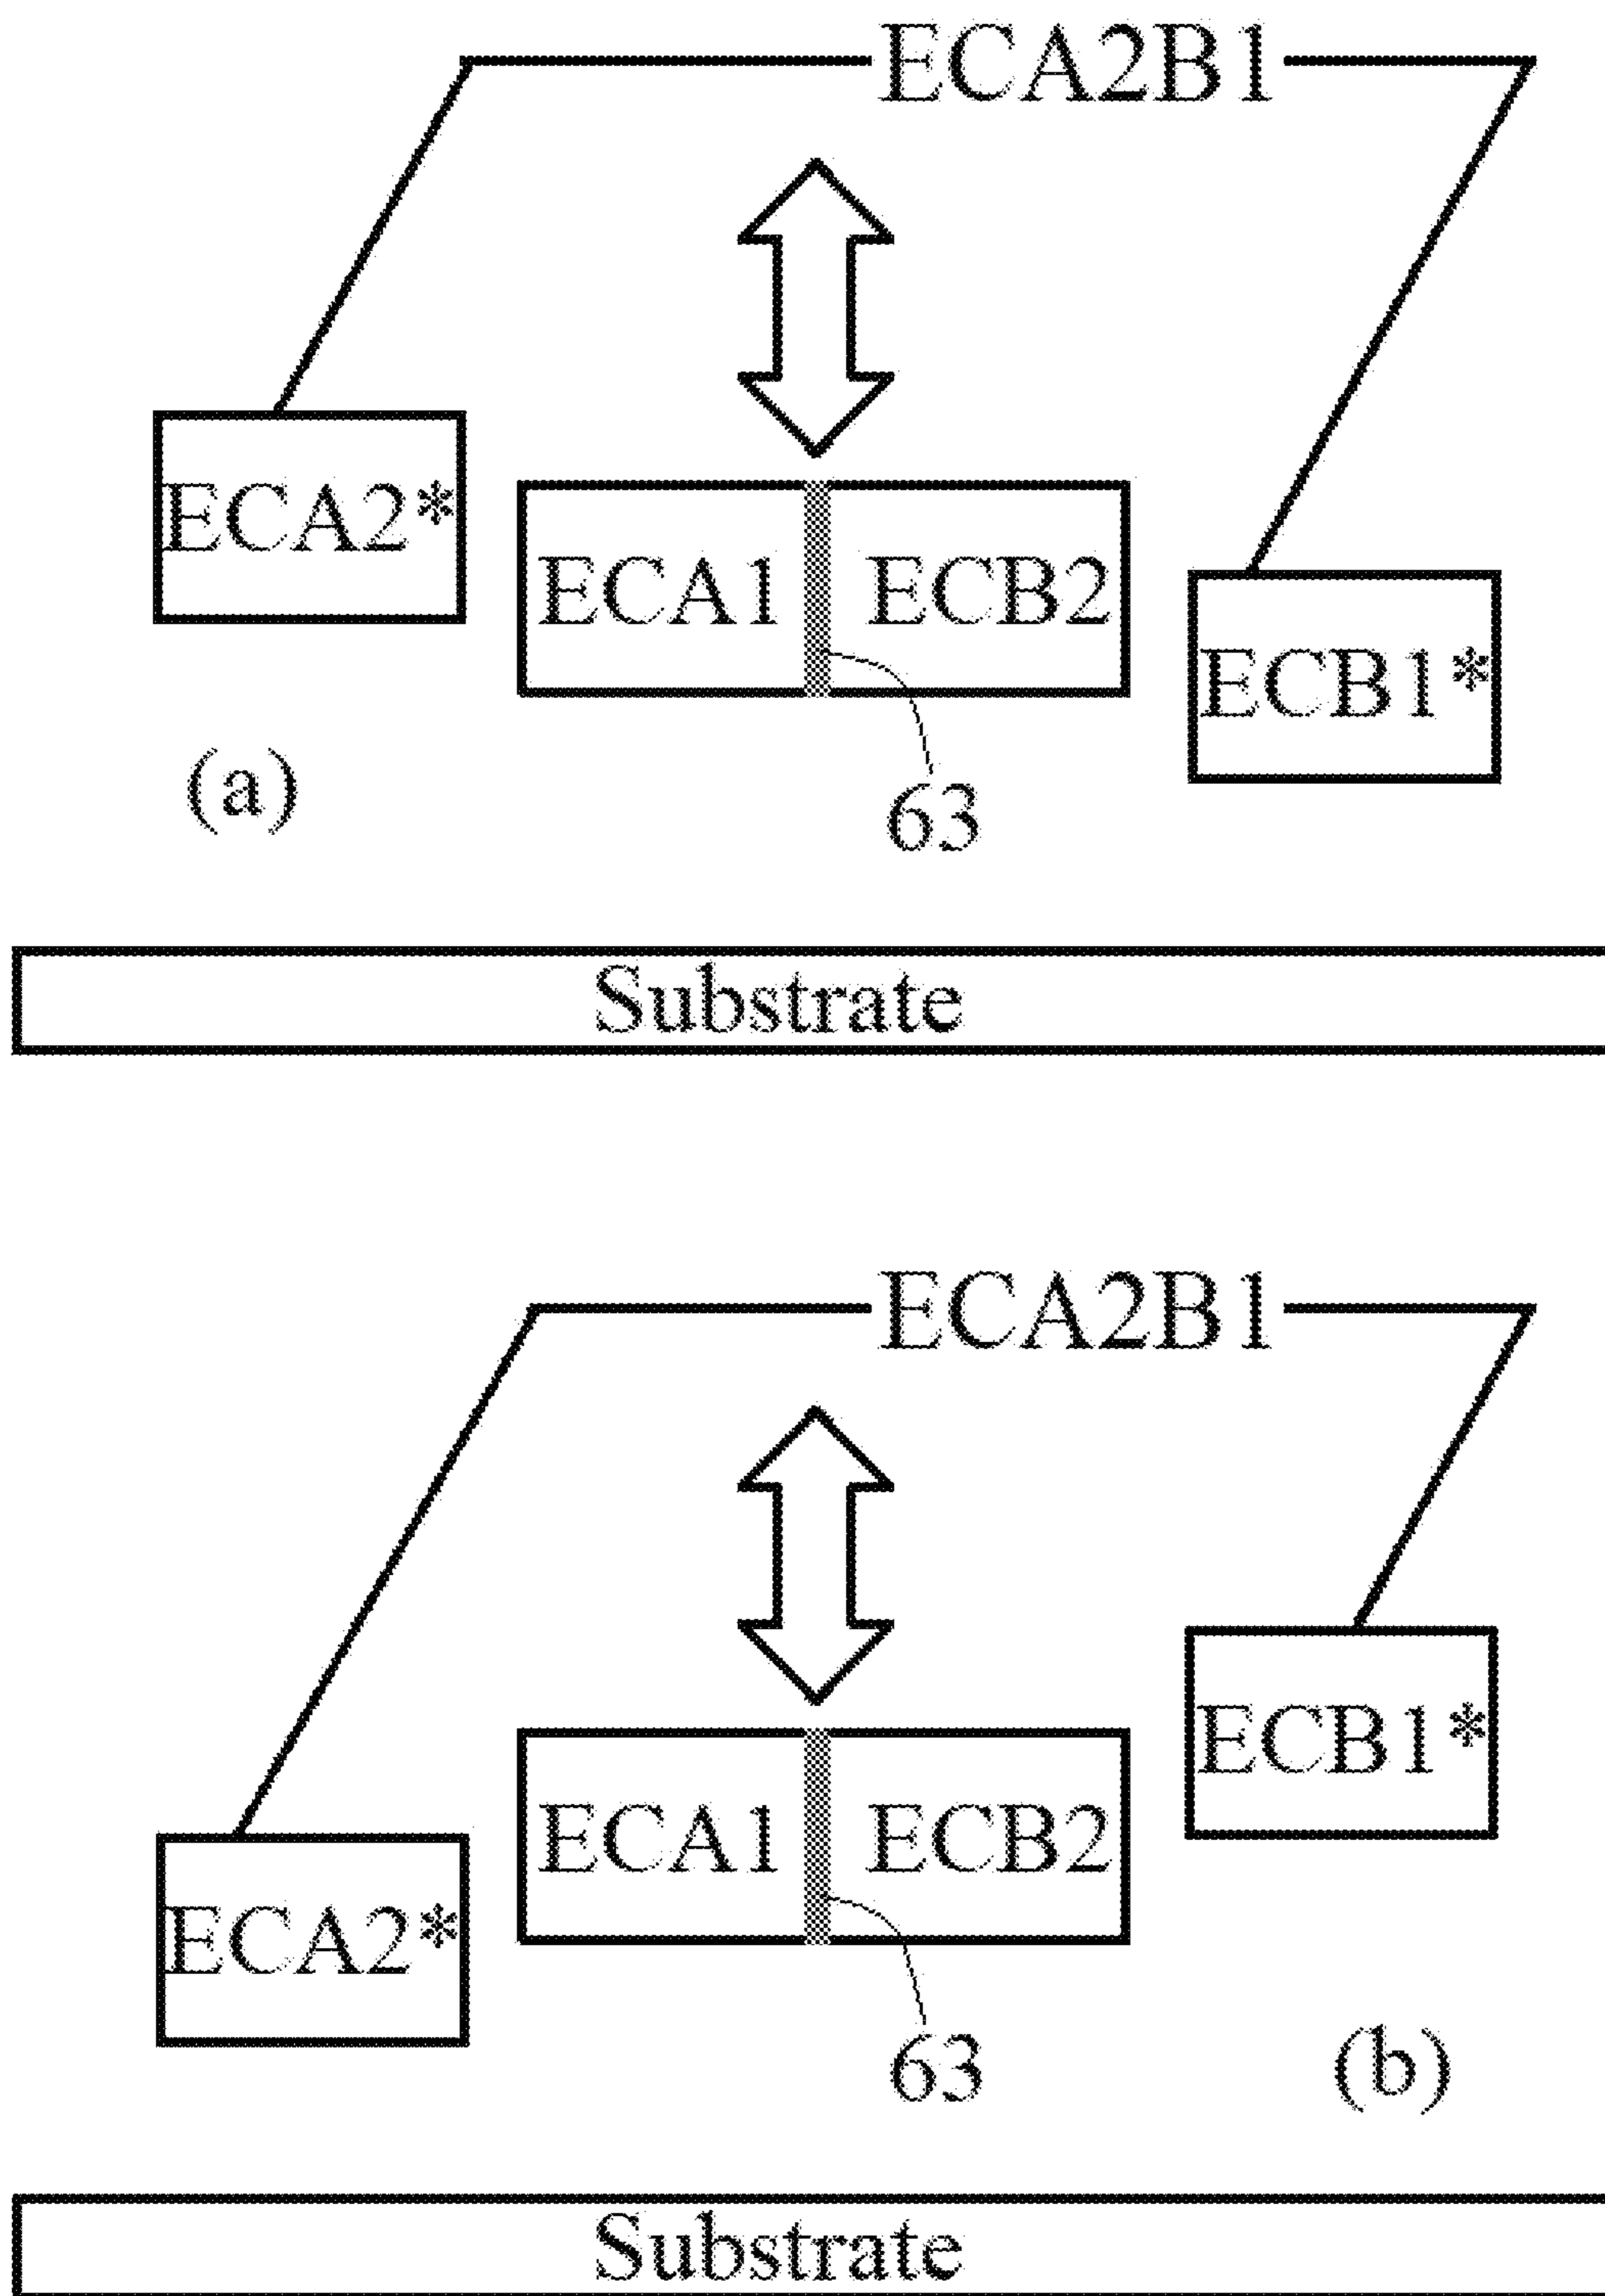 ECA2B1
ECA2*
ECA1
ECB2
ECB1*
(a)
63
Substrate
ECA2B1
ECB1*
ECA1
ECB2
ECA2*
63
(b)
Substrate